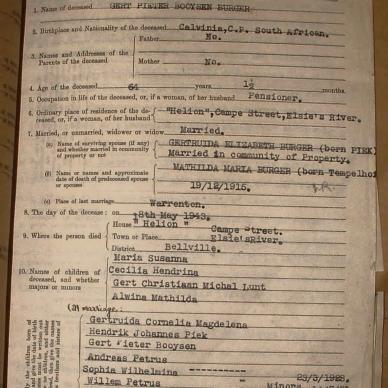 1. Name of deceased GERT PIETER BOOYSEN BURGER
2. Birthplace and Nationality of the deceased Calvinia, C.P. South African.
3. Names and Addresses of the Parents of the deceased
Father No.
Mother No.
4. Age of the deceased 64 years 1½ months.
5. Occupation in life of the deceased, or, if a woman, of her husband Pensioner.
6. Ordinary place of residence of the deceased, or, if a woman, of her husband "Helion", Camps Street, Elsie's River.
7. Married, or unmarried, widower or widow Married.
(a) Name of surviving spouse (if any) and whether married in community of property or not
GERTRUIDA ELIZABETH BURGER (born PIEK)
Married in community of Property.
(b) Names or names and approximate date of death of predeceased spouse or spouses
MATHILDA MARIA BURGER (born Tempelhof
19/12/1915.
(c) Place of last marriage Warrenton.
8. The day of the decease: on 18th May 1943.
9. Where the person died
House "Helion" Camps Street.
Town or Place Elsie's River.
District Bellville.
10. Names of children of deceased, and whether majors or minors
Maria Susanna
Cecilia Hendrina
Gert Christiaan Michal Lunt
Alwina Mathilda
marriage:
Gertruida Cornelia Magdelena
Hendrik Johannes Piek
Gert Pieter Booysen
Andreas Petrus
Sophia Wilhelmina ---------- 23/3/1923.
Willem Petrus - Minors